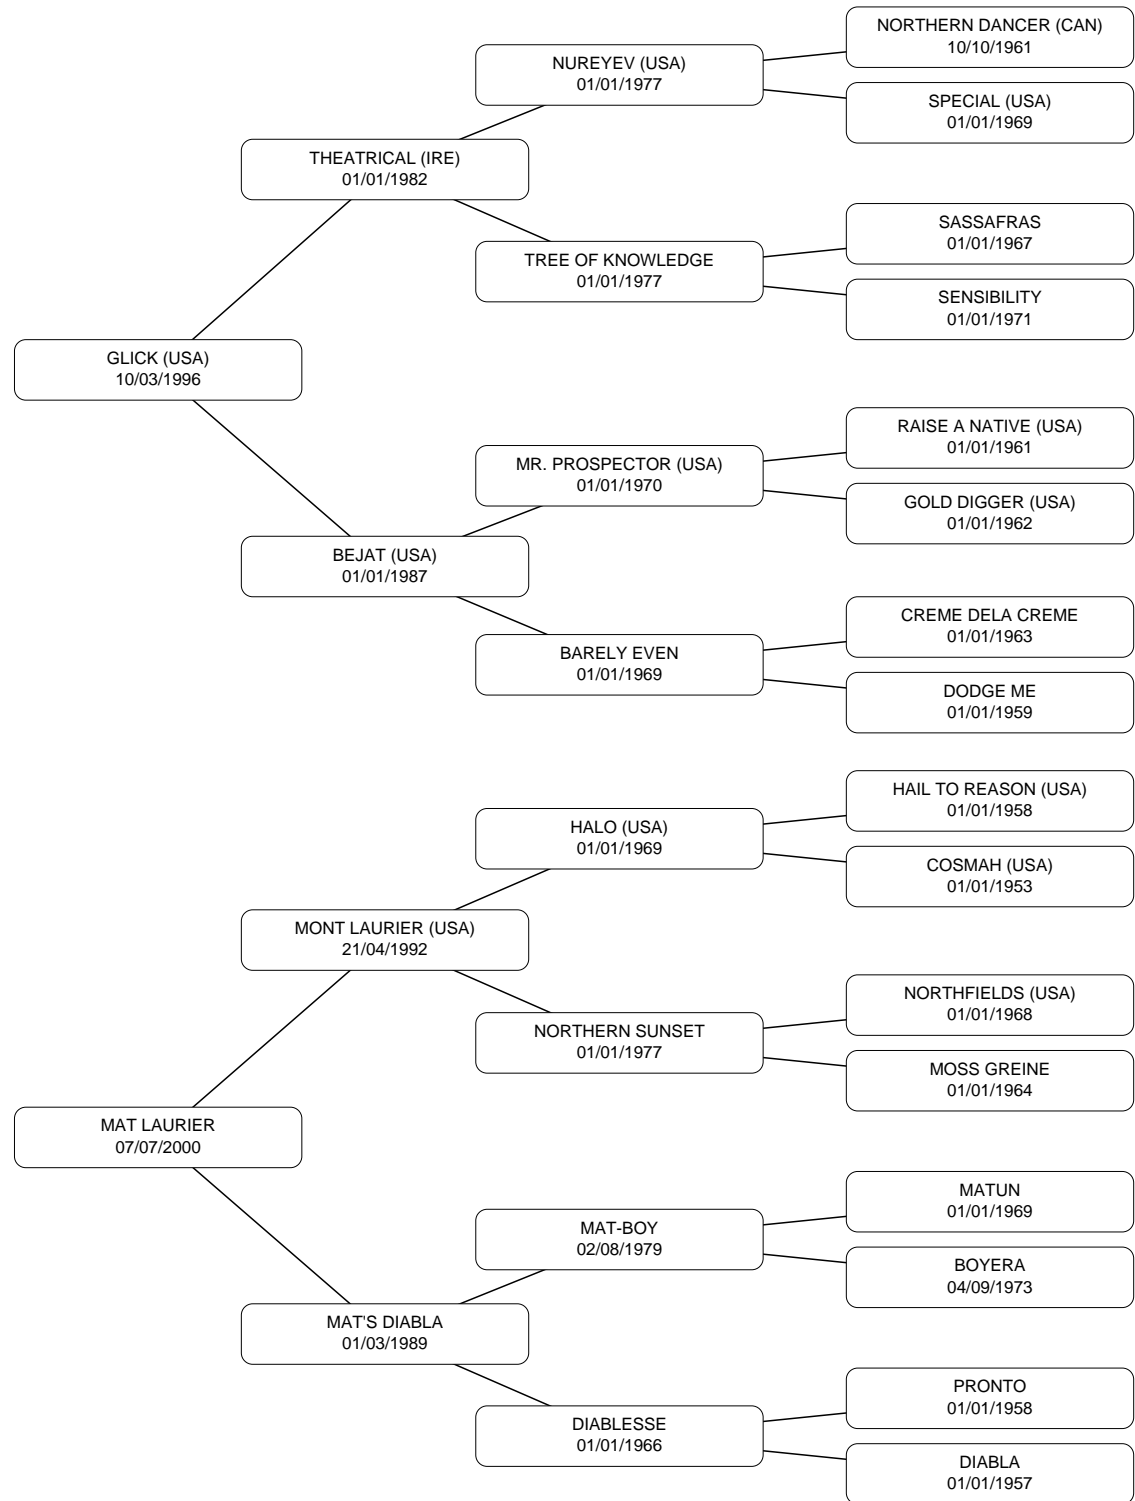 NORTHERN DANCER (CAN)
10/10/1961
NUREYEV (USA)
01/01/1977
SPECIAL (USA)
01/01/1969
THEATRICAL (IRE)
01/01/1982
SASSAFRAS
01/01/1967
TREE OF KNOWLEDGE
01/01/1977
SENSIBILITY
01/01/1971
GLICK (USA)
10/03/1996
RAISE A NATIVE (USA)
01/01/1961
MR. PROSPECTOR (USA)
01/01/1970
GOLD DIGGER (USA)
01/01/1962
BEJAT (USA)
01/01/1987
CREME DELA CREME
01/01/1963
BARELY EVEN
01/01/1969
DODGE ME
01/01/1959
HAIL TO REASON (USA)
01/01/1958
HALO (USA)
01/01/1969
COSMAH (USA)
01/01/1953
MONT LAURIER (USA)
21/04/1992
NORTHFIELDS (USA)
01/01/1968
NORTHERN SUNSET
01/01/1977
MOSS GREINE
01/01/1964
MAT LAURIER
07/07/2000
MATUN
01/01/1969
MAT-BOY
02/08/1979
BOYERA
04/09/1973
MAT'S DIABLA
01/03/1989
PRONTO
01/01/1958
DIABLESSE
01/01/1966
DIABLA
01/01/1957